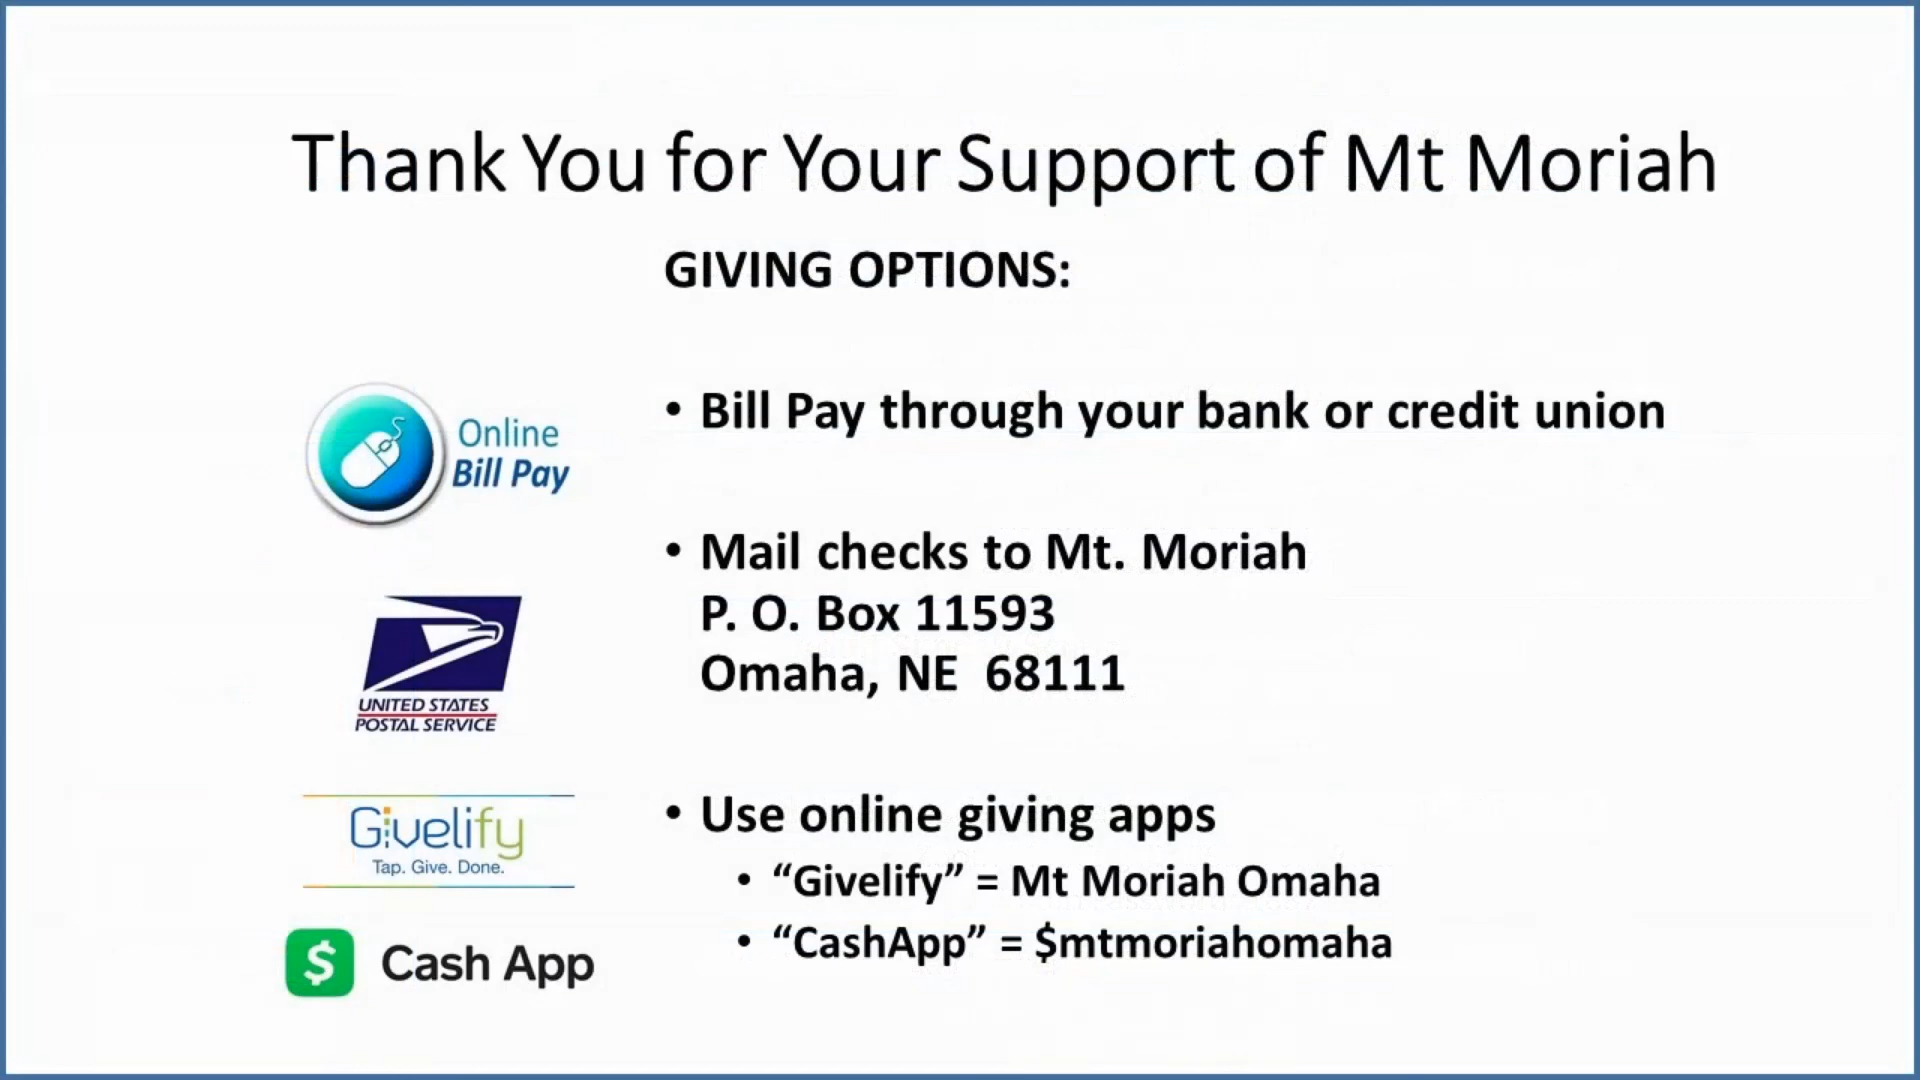 Thank You for Your Support of Mt Moriah
GIVING OPTIONS:
Online
Bill Pay
• Bill Pay through your bank or credit union
• Mail checks to Mt. Moriah
P. O. Box 11593
Omaha, NE  68111
UNITED STATES
POSTAL SERVICE
Givelify
Tap. Give. Done.
• Use online giving apps
• “Givelify” = Mt Moriah Omaha
• “CashApp” = $mtmoriahomaha
$ Cash App